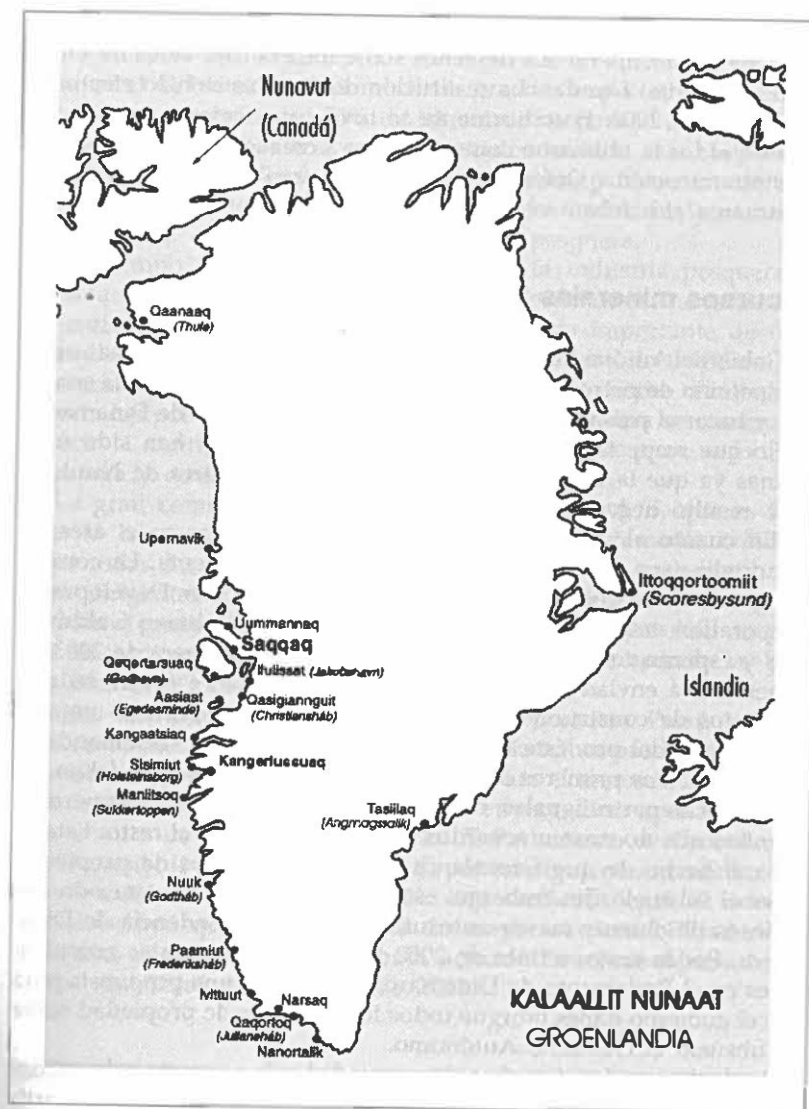 Nunavut
(Canadá)
Qaanaaq
(Thule)
Upernavik
Uummannaq
Saqqaq
Qeqertarsuaq
(Godhavn)
Ilulissat (Jakobshavn)
Aasiaat
(Egedesminde)
Qasigiannguit
(Christianshåb)
Kangaatsiaq
Sisimiut
(Holsteinsborg)
Kangerlussuaq
Maniitsoq
(Sukkertoppen)
Ittoqqortoomiit
(Scoresbysund)
Islandia
Tasiilaq
(Angmagssalik)
Nuuk
(Godthåb)
Paamiut
(Frederikshåb)
Ivittuut
Narsaq
Qaqortoq
(Julianehåb)
Nanortalik
KALAALLIT NUNAAT
GROENLANDIA